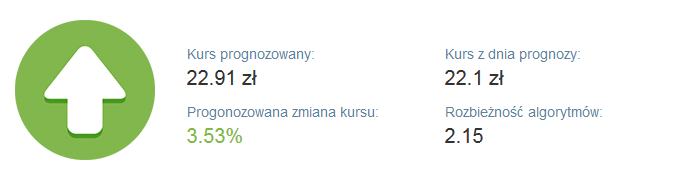 Kurs prognozowany:
22.91 zł
Kurs z dnia prognozy:
22.1 zł
Progonozowana zmiana kursu:
3.53%
Rozbieżność algorytmów:
2.15